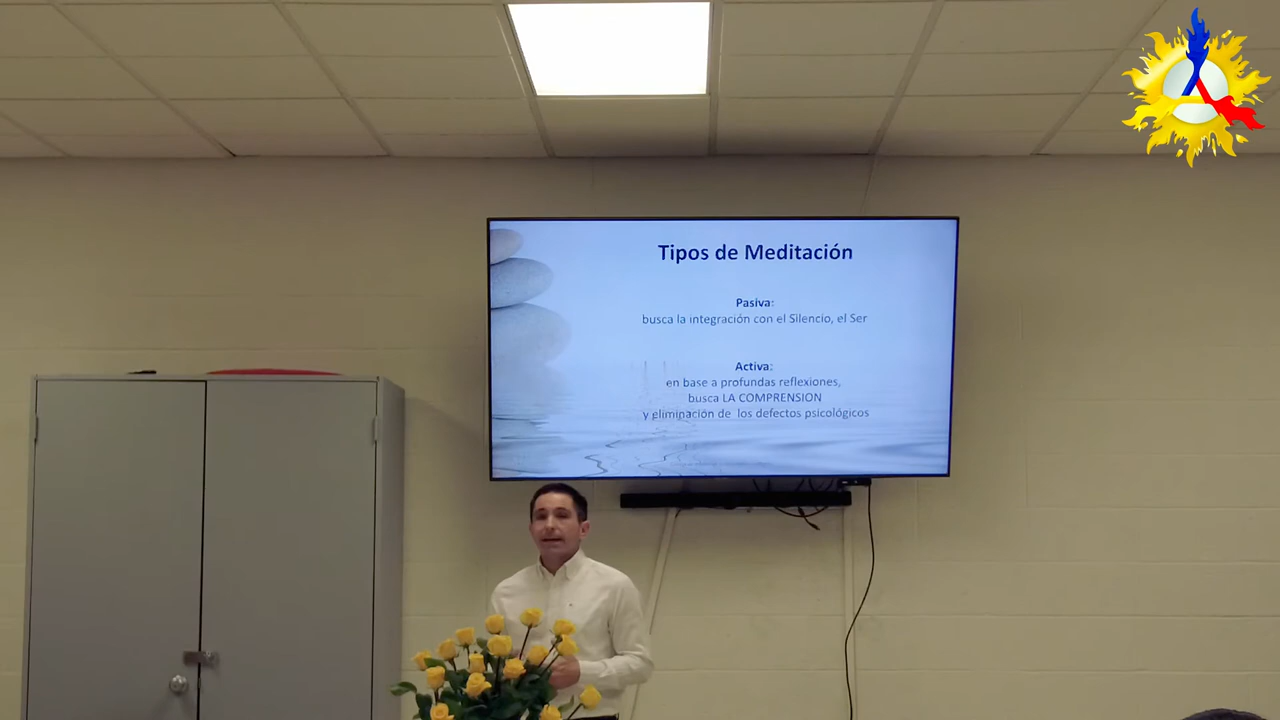 Tipos de Meditación
Pasiva:
busca la integración con el Silencio, el Ser
Activa:
en base a profundas reflexiones,
busca LA COMPRENSION
y eliminación de los defectos psicológicos